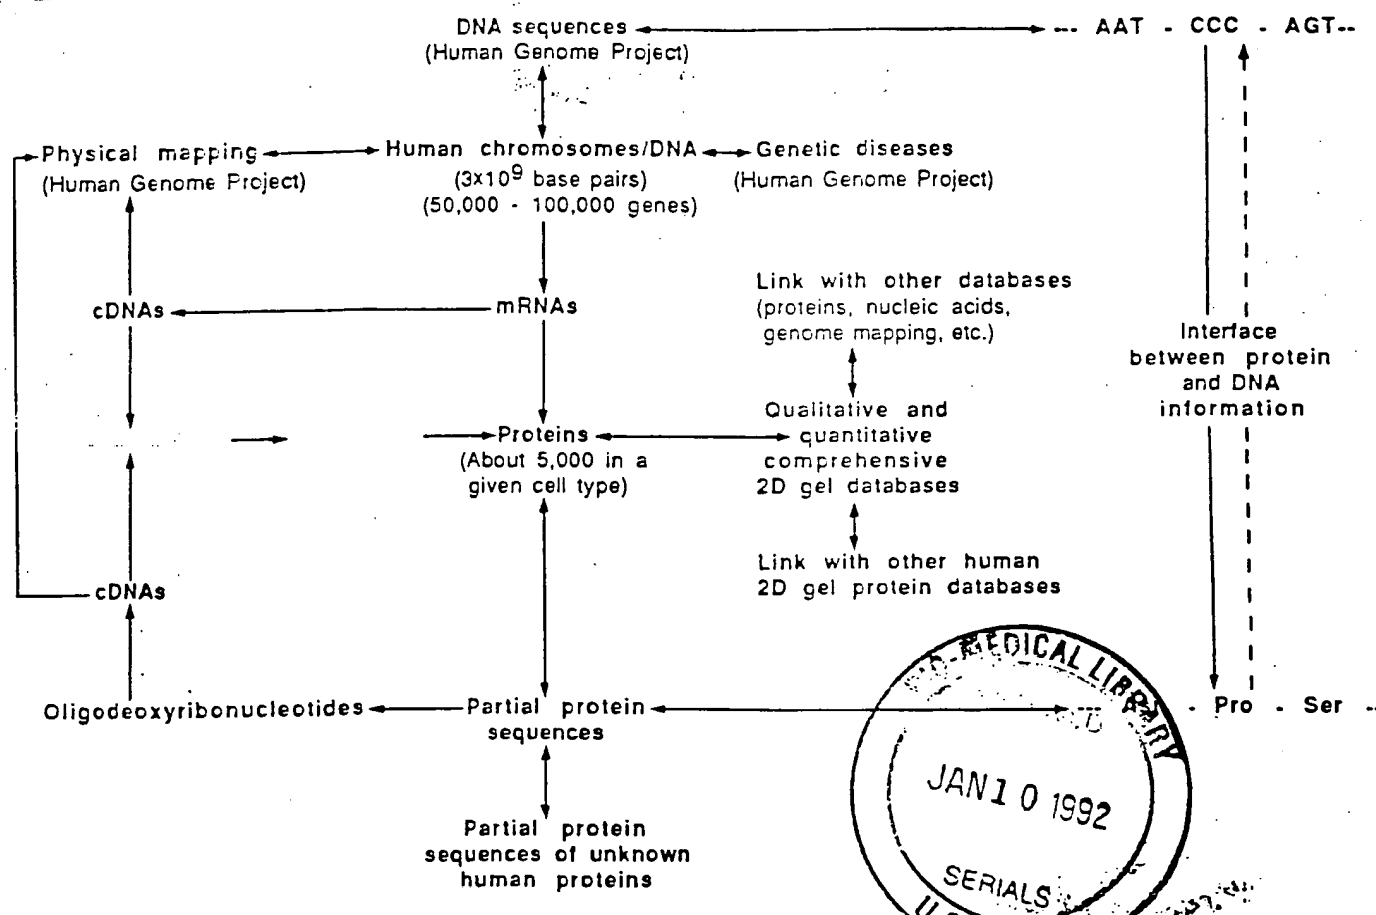 DNA sequences
(Human Genome Project)
--- AAT - CCC - AGT--
Physical mapping
(Human Genome Project)
Human chromosomes/DNA
(3x10⁹ base pairs)
(50,000 - 100,000 genes)
Genetic diseases
(Human Genome Project)
cDNAs
mRNAs
Link with other databases
(proteins, nucleic acids,
genome mapping, etc.)
Interface
between protein
and DNA
information
Proteins
(About 5,000 in a
given cell type)
Qualitative and
quantitative
comprehensive
2D gel databases
Link with other human
2D gel protein databases
cDNAs
Oligodeoxyribonucleotides
Partial protein
sequences
- Pro - Ser --
Partial protein
sequences of unknown
human proteins
MEDICAL LIBRARY
JAN 10 1992
SERIALS